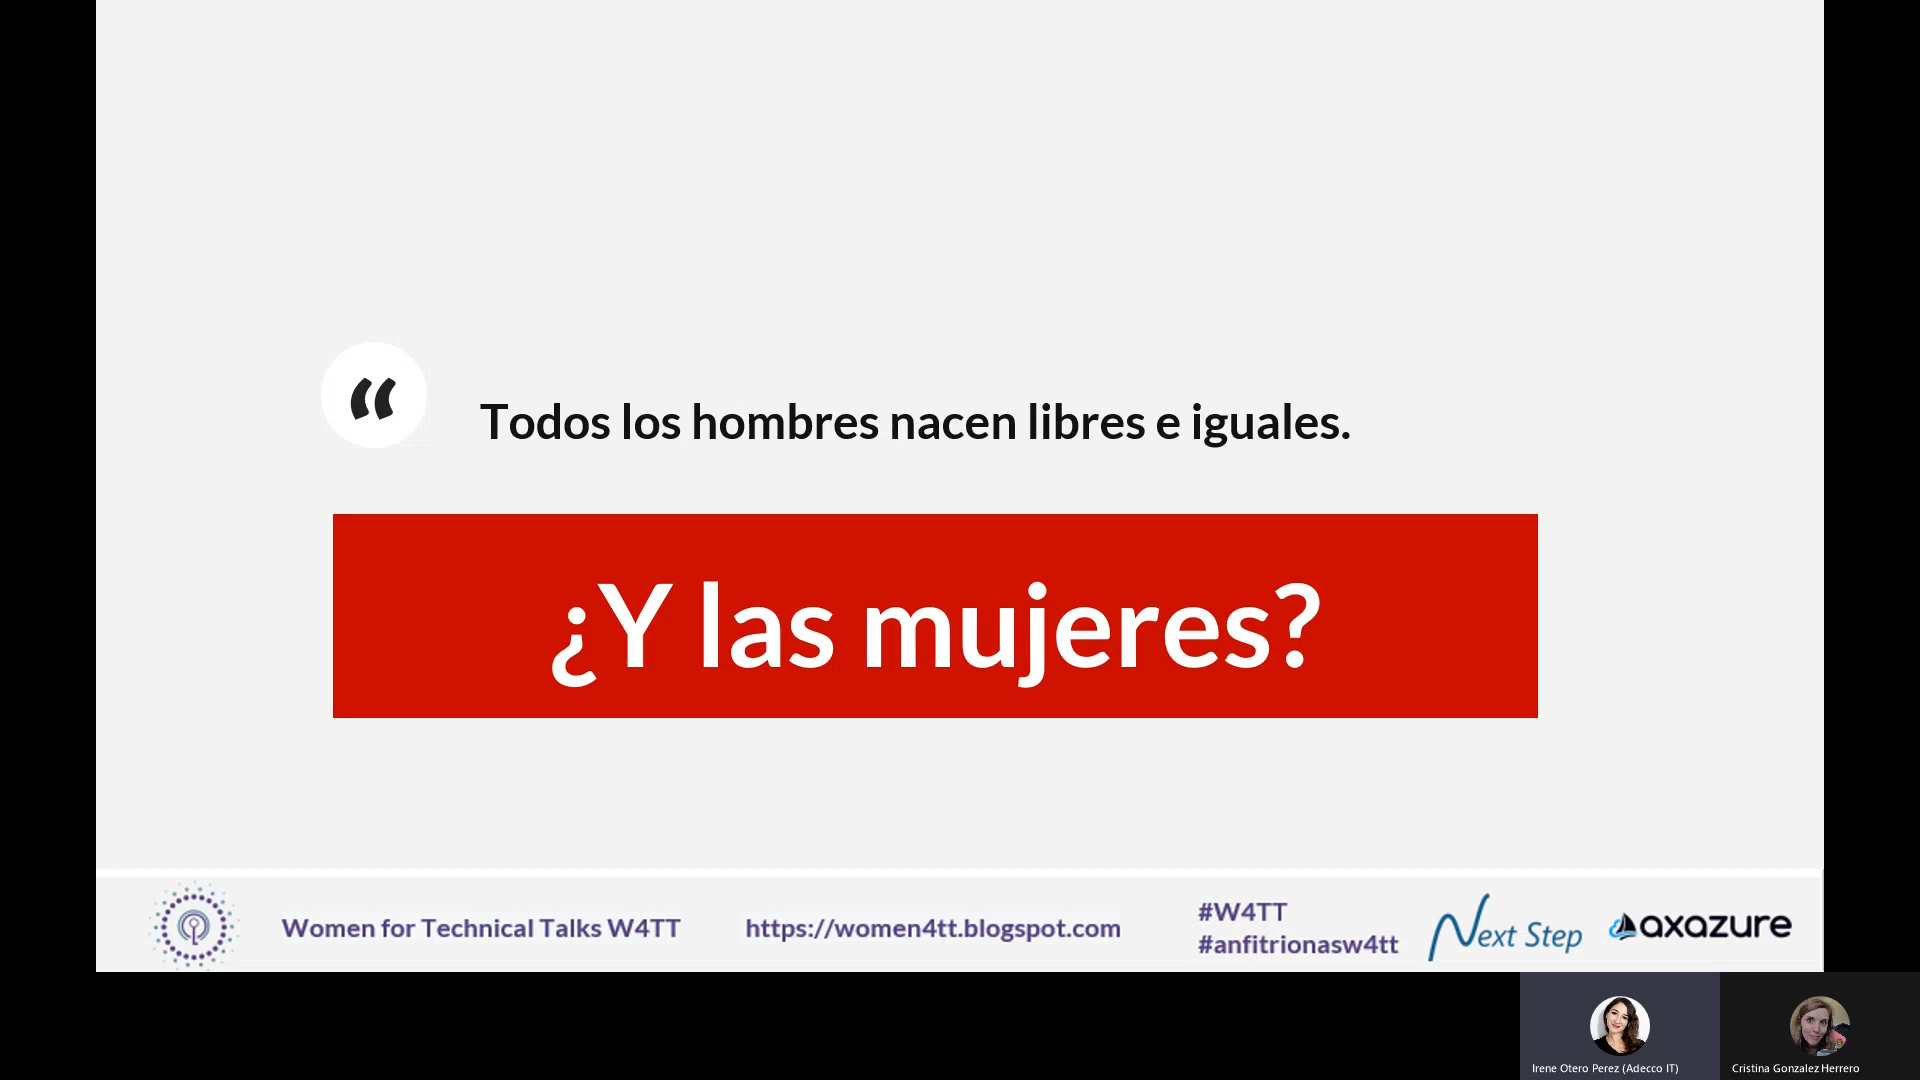 “
Todos los hombres nacen libres e iguales.
¿Y las mujeres?
Women for Technical Talks W4TT
https://women4tt.blogspot.com
#W4TT
#anfitrionasw4tt
Next Step
axazure
Irene Otero Perez (Adecco IT)
Cristina Gonzalez Herrero